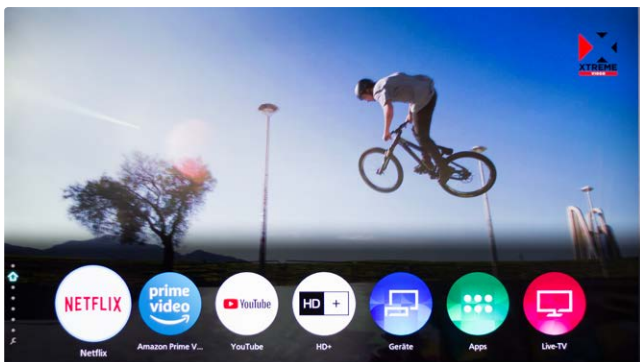 XTREME
VIDEO
NETFLIX
prime
video
YouTube
HD +
Netflix
Amazon Prime V...
YouTube
HD+
Geräte
Apps
Live-TV